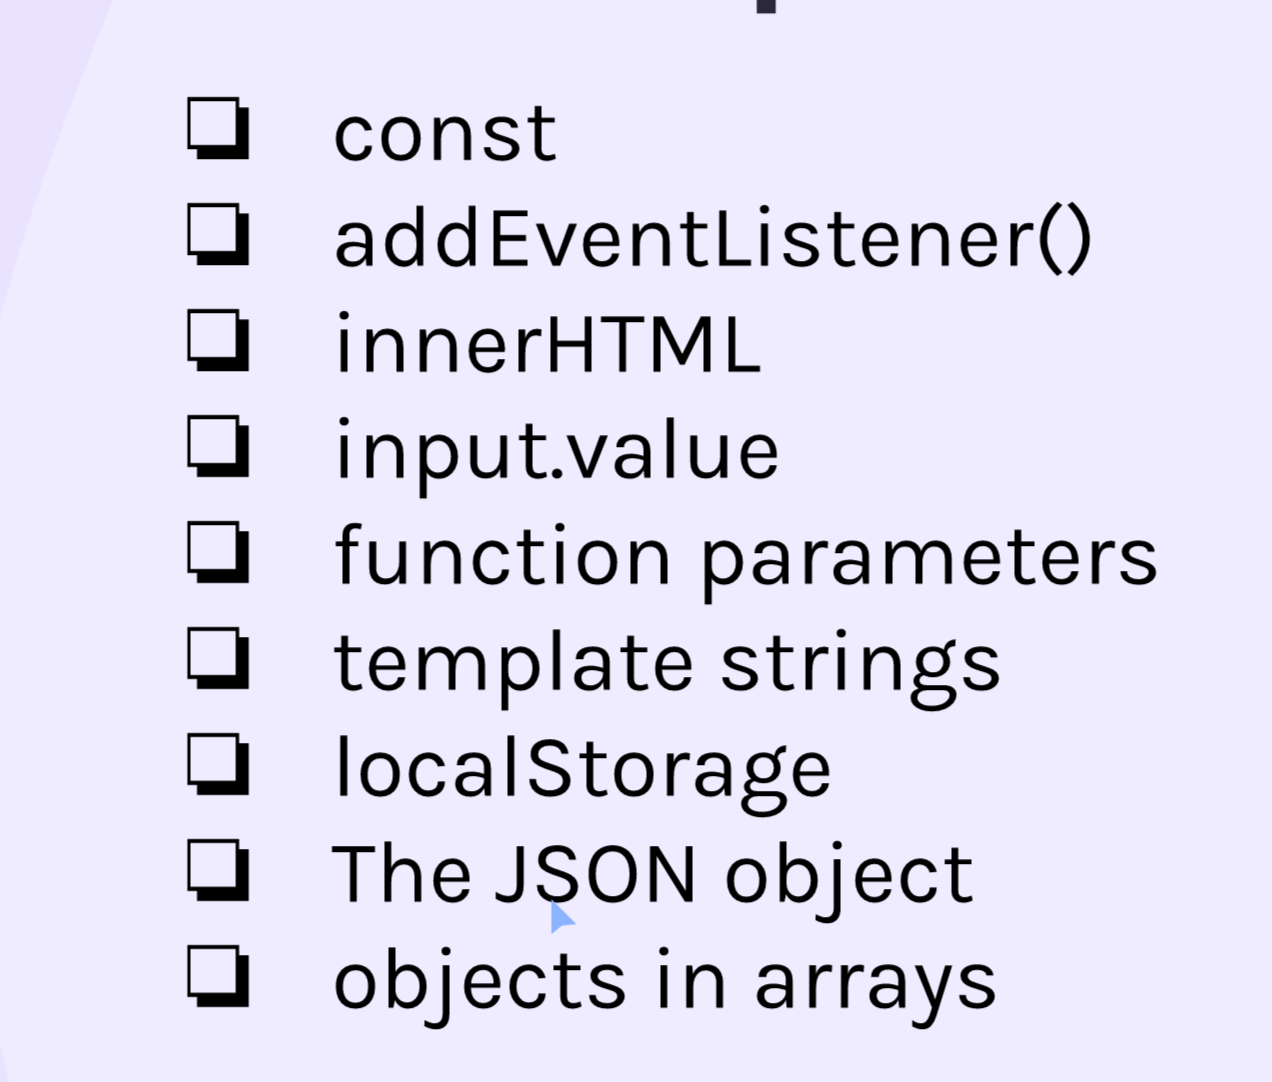 const
addEventListener()
innerHTML
input.value
function parameters
template strings
localStorage
The JSON object
objects in arrays